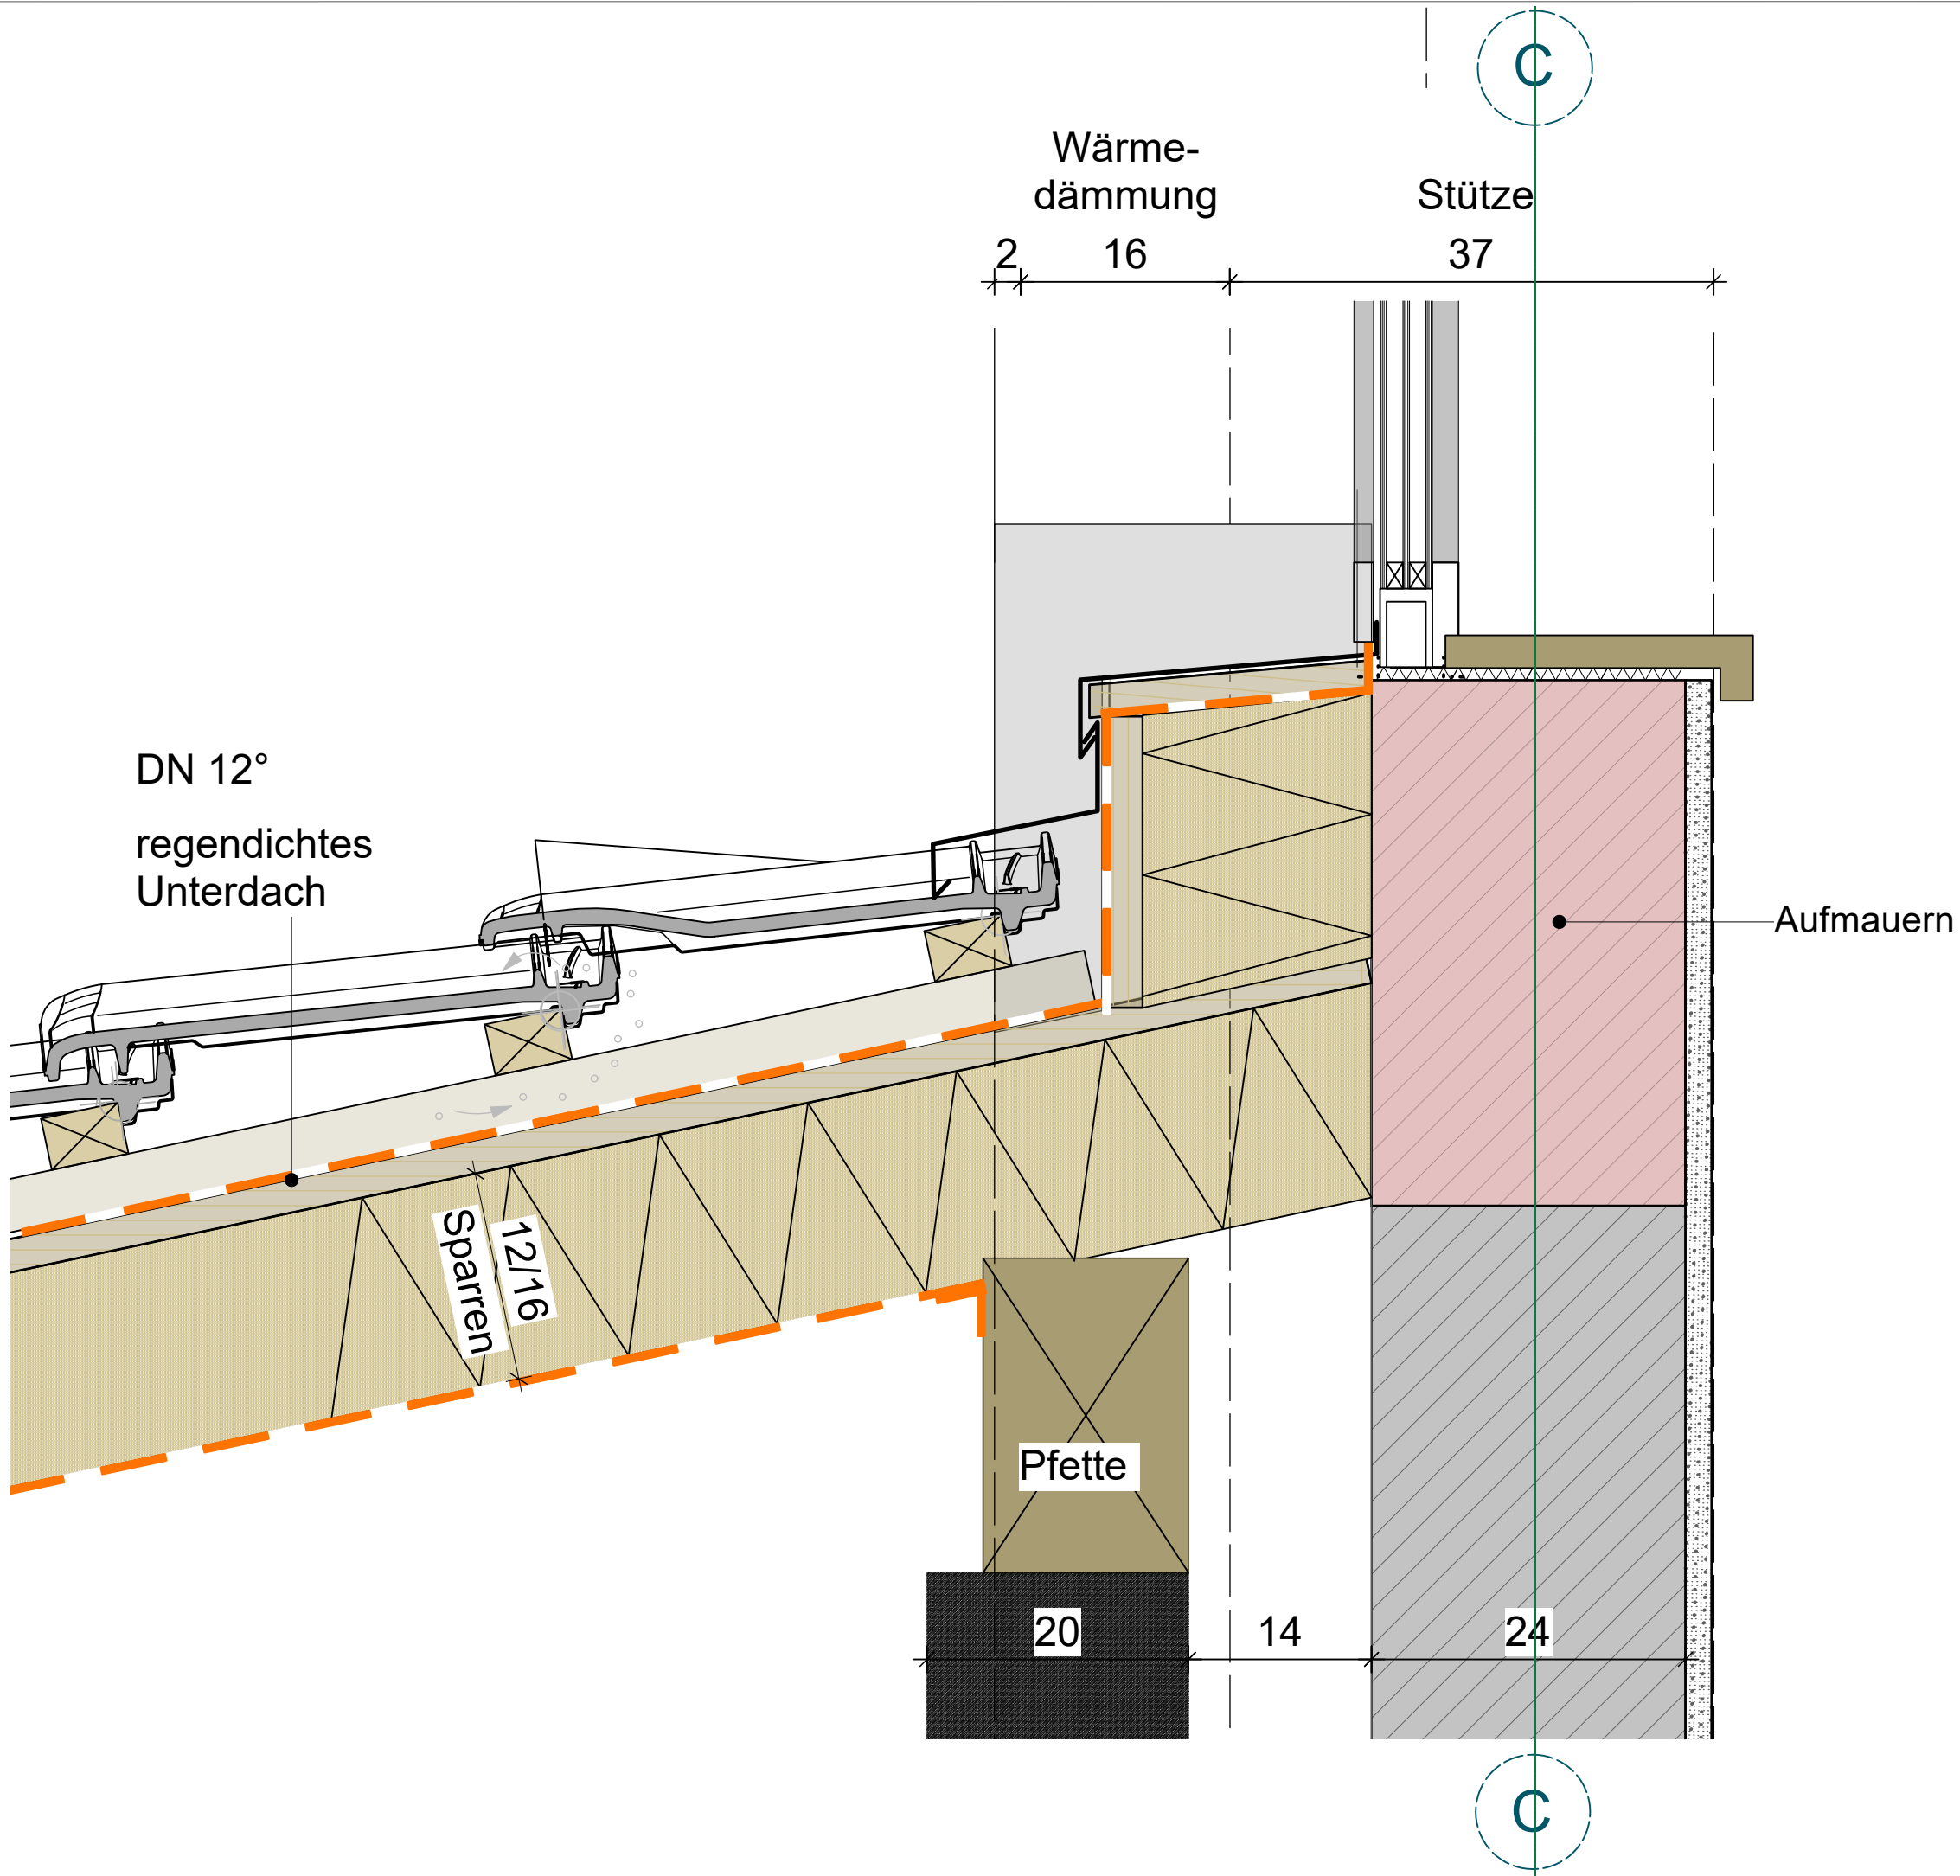 C
Wärme-
dämmung
Stütze
2
16
37
DN 12°
regendichtes
Unterdach
Aufmauern
12/16
Sparren
Pfette
20
14
24
C